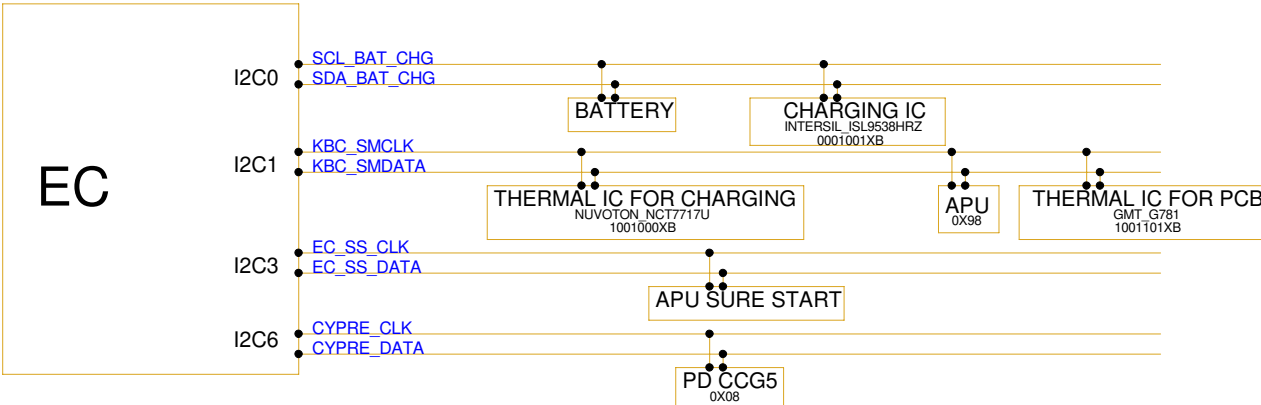 EC
I2C0
SCL_BAT_CHG
SDA_BAT_CHG
BATTERY
CHARGING IC
INTERSIL_ISL9538HRZ
0001001XB
I2C1
KBC_SMCLK
KBC_SMDATA
THERMAL IC FOR CHARGING
NUVOTON_NCT7717U
1001000XB
APU
0X98
THERMAL IC FOR PCB
GMT_G781
1001101XB
I2C3
EC_SS_CLK
EC_SS_DATA
APU SURE START
I2C6
CYPRE_CLK
CYPRE_DATA
PD CCG5
0X08